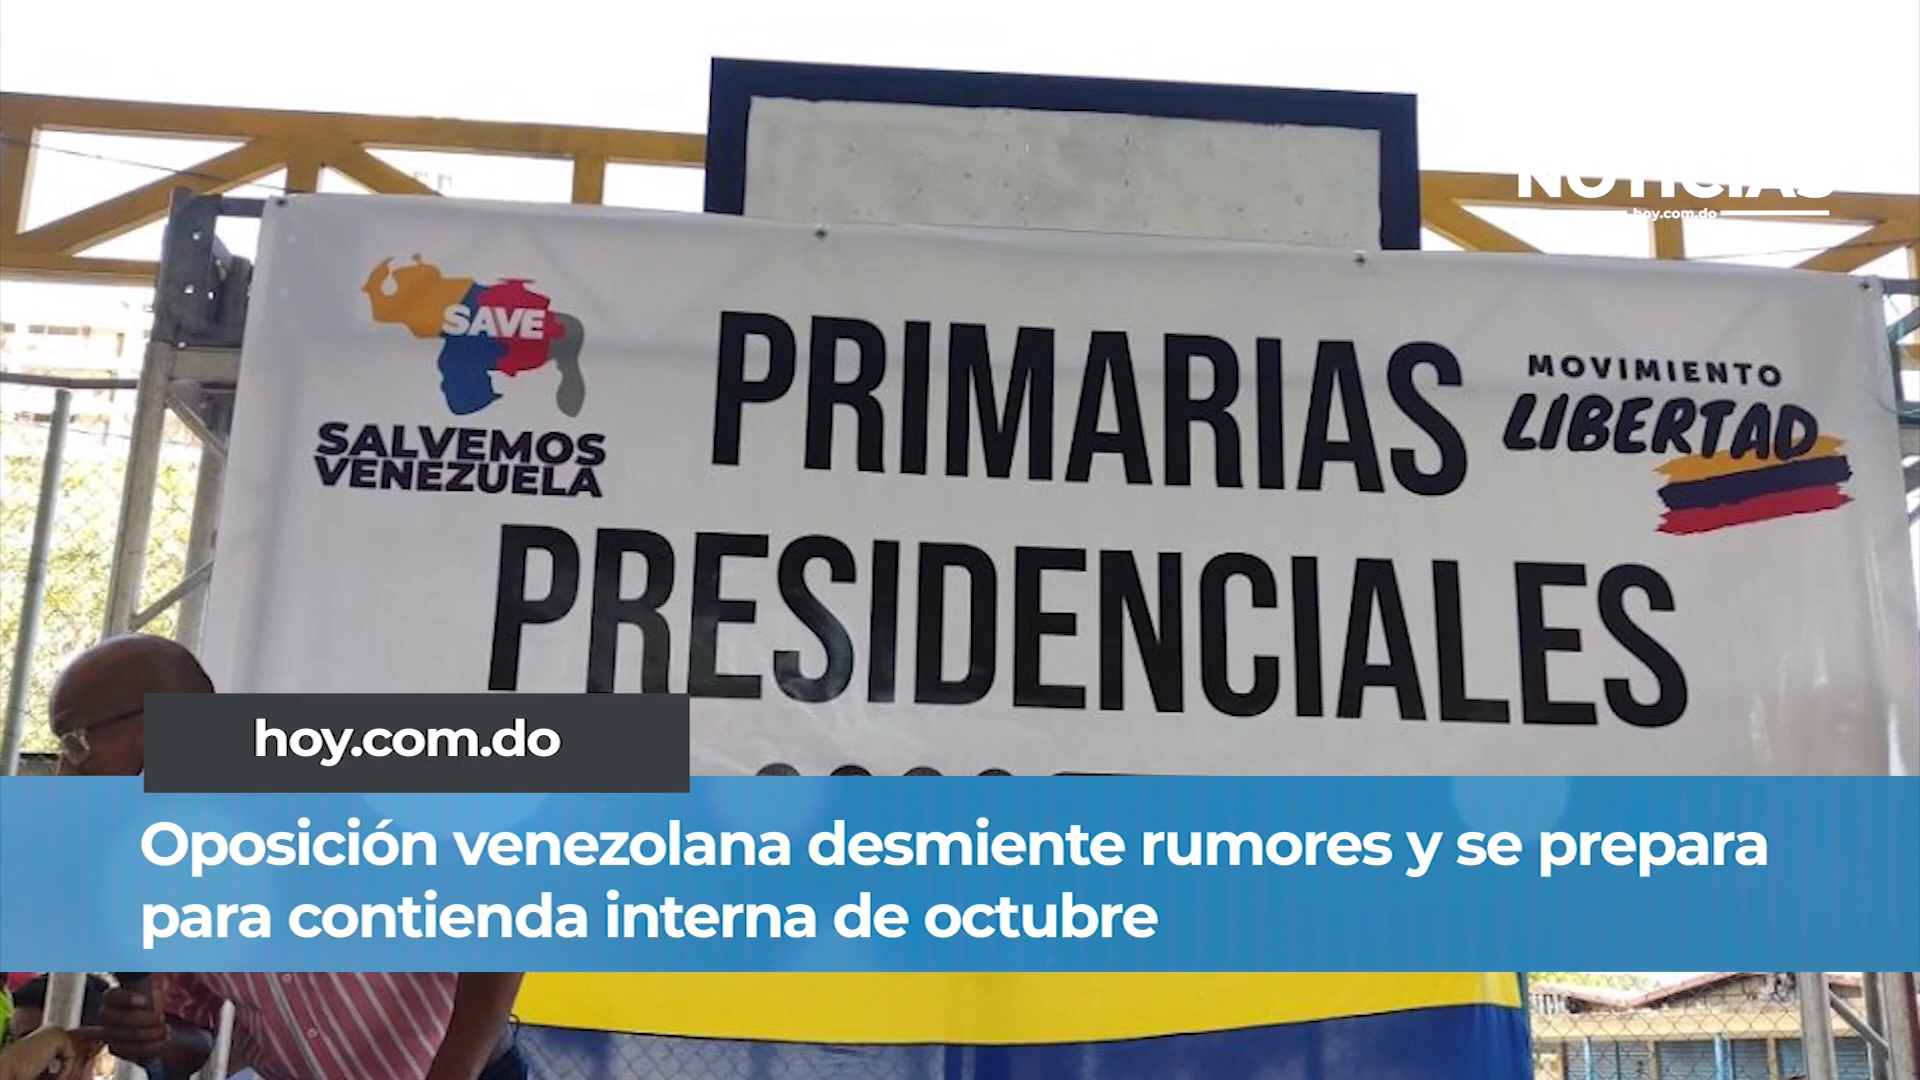 NOTICIAS
hoy.com.do
SAVE
SALVEMOS
VENEZUELA
PRIMARIAS
PRESIDENCIALES
MOVIMIENTO
LIBERTAD
hoy.com.do
Oposición venezolana desmiente rumores y se prepara
para contienda interna de octubre